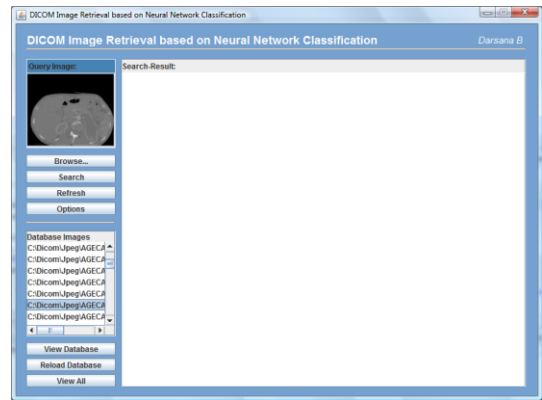 DICOM Image Retrieval based on Neural Network Classification
DICOM Image Retrieval based on Neural Network Classification
Darsana B
Query Image:
Search-Result:
Browse...
Search
Refresh
Options
Database Images
C:\Dicom\Jpeg\AGECA
C:\Dicom\Jpeg\AGECA
C:\Dicom\Jpeg\AGECA
C:\Dicom\Jpeg\AGECA
C:\Dicom\Jpeg\AGECA
C:\Dicom\Jpeg\AGECA
C:\Dicom\Jpeg\AGECA
View Database
Reload Database
View All